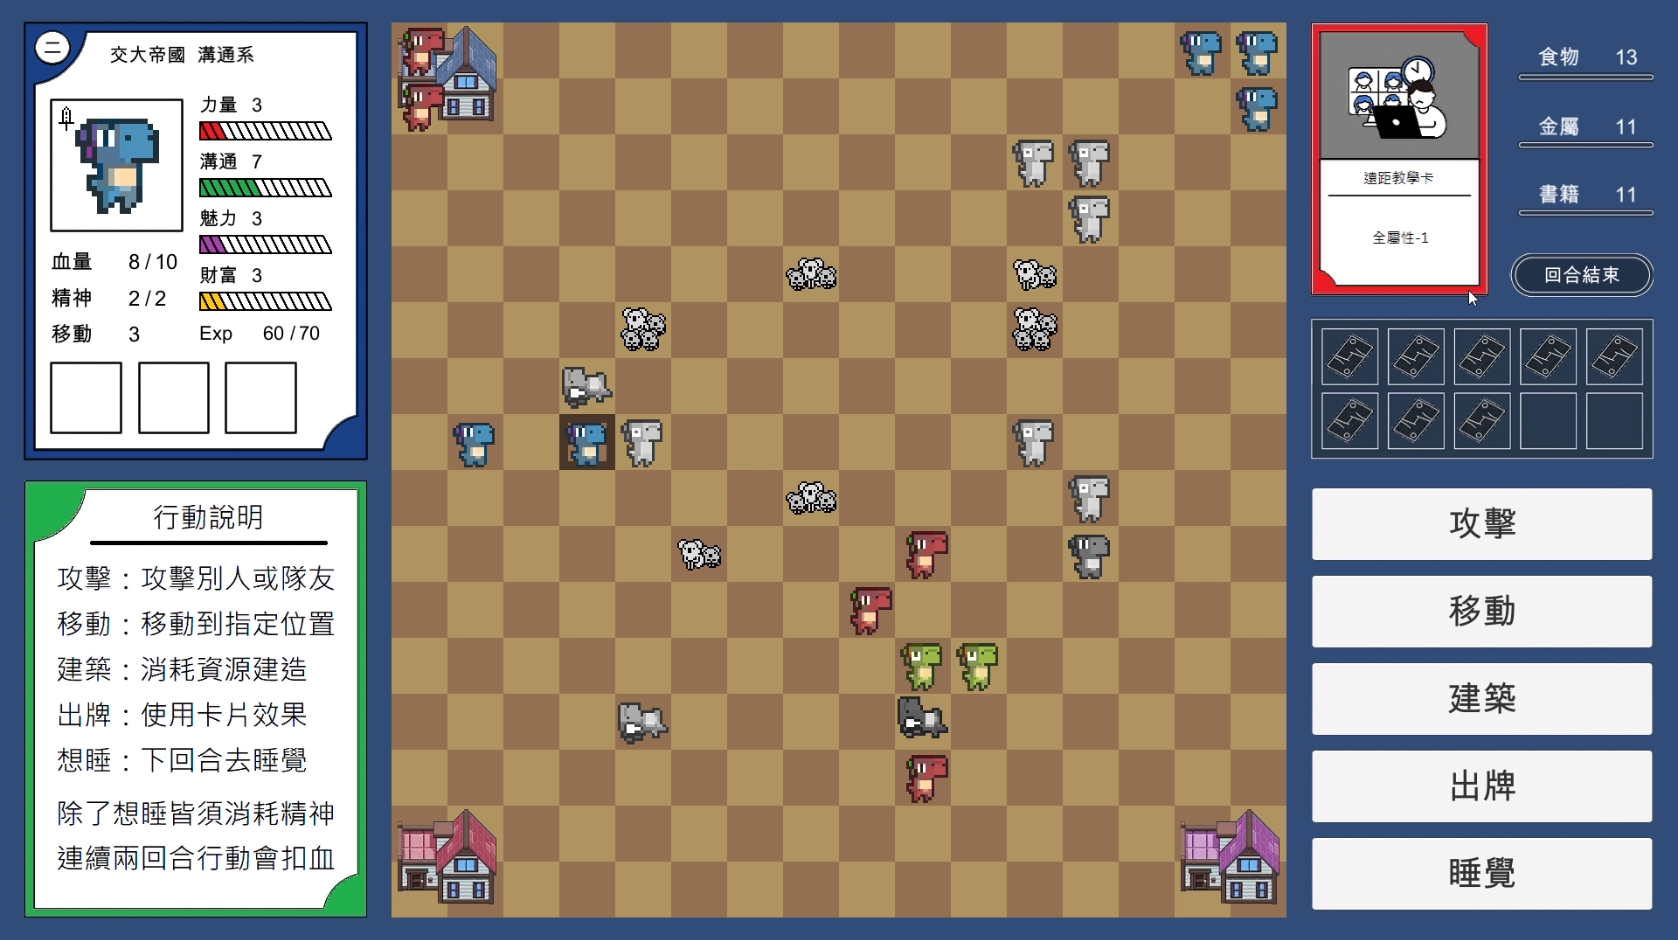 二
交大帝國 溝通系
力量 3
溝通 7
魅力 3
財富 3
血量 8 / 10
精神 2 / 2
移動 3
Exp 60 / 70
行動說明
攻擊：攻擊別人或隊友
移動：移動到指定位置
建築：消耗資源建造
出牌：使用卡片效果
想睡：下回合去睡覺
除了想睡皆須消耗精神
連續兩回合行動會扣血
遠距教學卡
全屬性-1
食物 13
金屬 11
書籍 11
回合結束
攻擊
移動
建築
出牌
睡覺